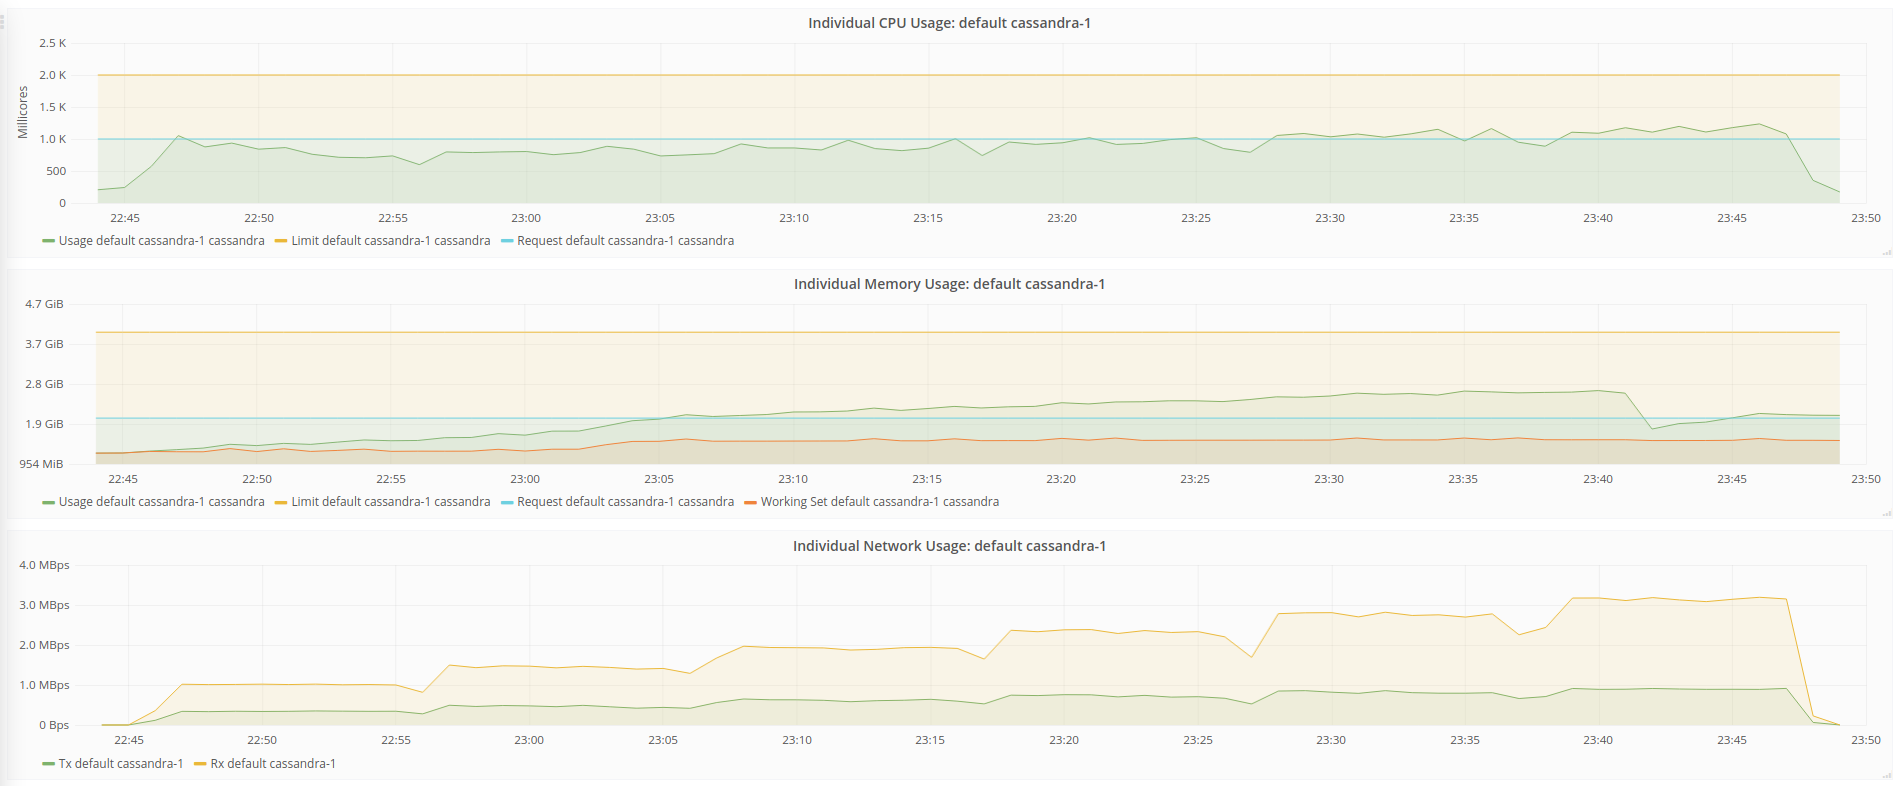 Individual CPU Usage: default cassandra-1
Millicores
2.5 K
2.0 K
1.5 K
1.0 K
500
0
22:45 22:50 22:55 23:00 23:05 23:10 23:15 23:20 23:25 23:30 23:35 23:40 23:45 23:50
Usage default cassandra-1 cassandra Limit default cassandra-1 cassandra Request default cassandra-1 cassandra
Individual Memory Usage: default cassandra-1
4.7 GiB
3.7 GiB
2.8 GiB
1.9 GiB
954 MiB
22:45 22:50 22:55 23:00 23:05 23:10 23:15 23:20 23:25 23:30 23:35 23:40 23:45 23:50
Usage default cassandra-1 cassandra Limit default cassandra-1 cassandra Request default cassandra-1 cassandra Working Set default cassandra-1 cassandra
Individual Network Usage: default cassandra-1
4.0 MBps
3.0 MBps
2.0 MBps
1.0 MBps
0 Bps
22:45 22:50 22:55 23:00 23:05 23:10 23:15 23:20 23:25 23:30 23:35 23:40 23:45 23:50
Tx default cassandra-1 Rx default cassandra-1